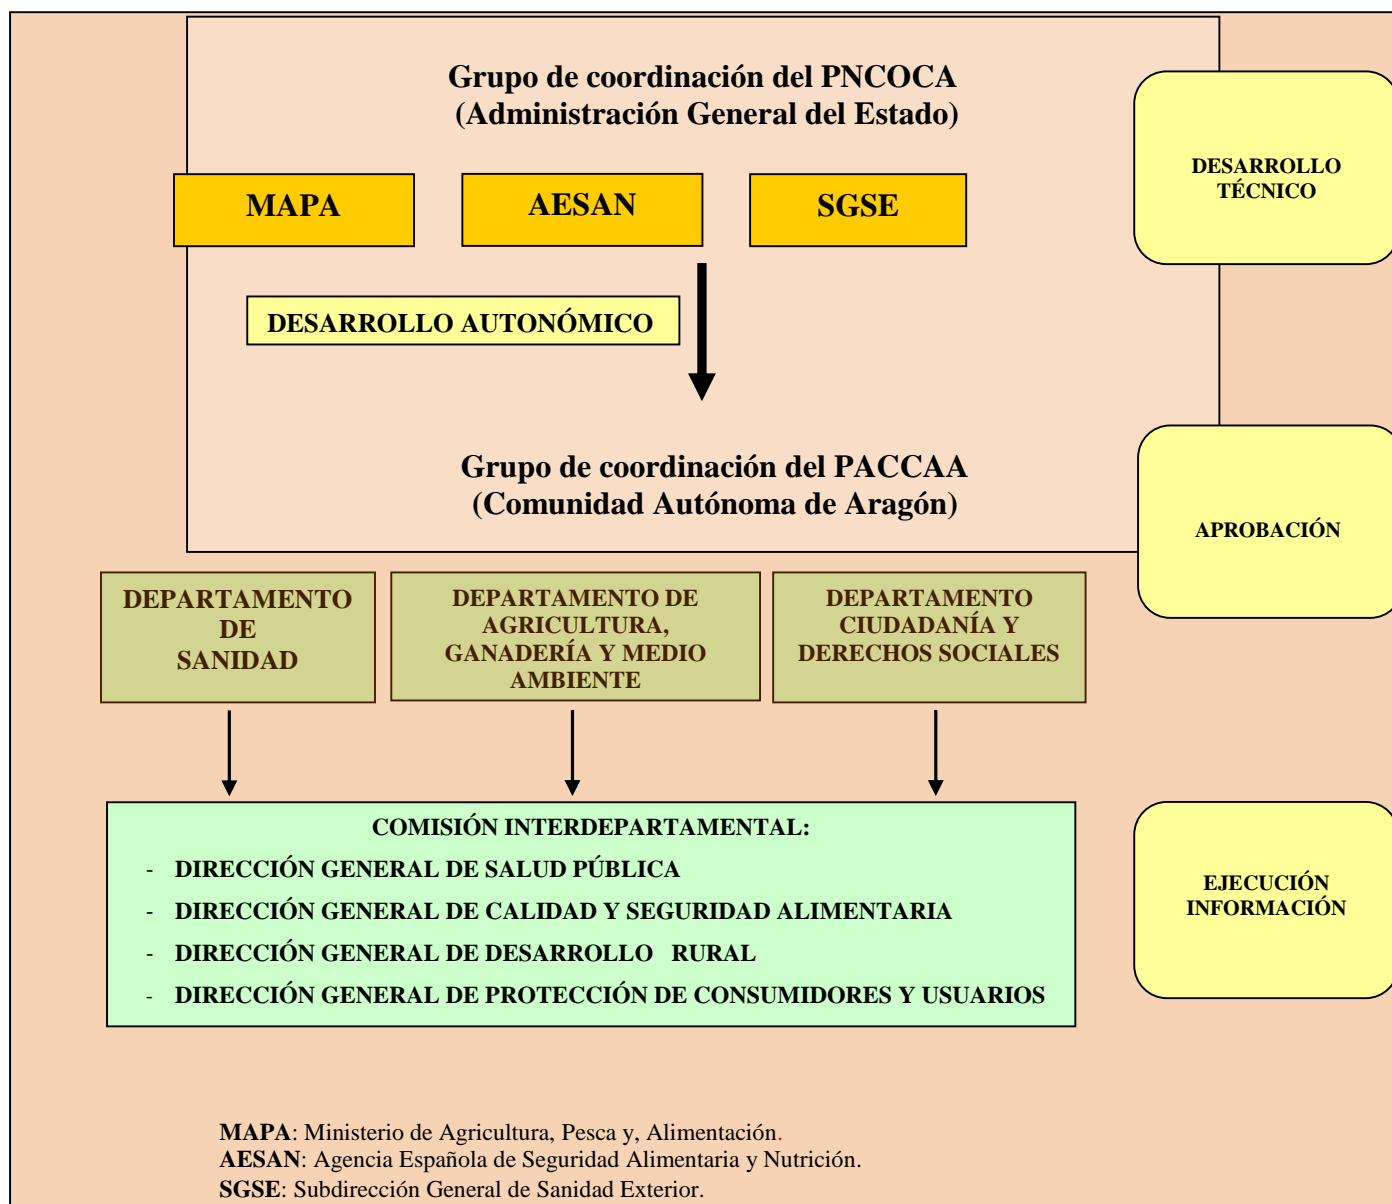 Grupo de coordinación del PNCOCA
(Administración General del Estado)
DESARROLLO
TÉCNICO
MAPA
AESAN
SGSE
DESARROLLO AUTONÓMICO
Grupo de coordinación del PACCAA
(Comunidad Autónoma de Aragón)
APROBACIÓN
DEPARTAMENTO
DE
SANIDAD
DEPARTAMENTO DE
AGRICULTURA,
GANADERÍA Y MEDIO
AMBIENTE
DEPARTAMENTO
CIUDADANÍA Y
DERECHOS SOCIALES
COMISIÓN INTERDEPARTAMENTAL:
- DIRECCIÓN GENERAL DE SALUD PÚBLICA
- DIRECCIÓN GENERAL DE CALIDAD Y SEGURIDAD ALIMENTARIA
- DIRECCIÓN GENERAL DE DESARROLLO RURAL
- DIRECCIÓN GENERAL DE PROTECCIÓN DE CONSUMIDORES Y USUARIOS
EJECUCIÓN
INFORMACIÓN
MAPA: Ministerio de Agricultura, Pesca y, Alimentación.
AESAN: Agencia Española de Seguridad Alimentaria y Nutrición.
SGSE: Subdirección General de Sanidad Exterior.